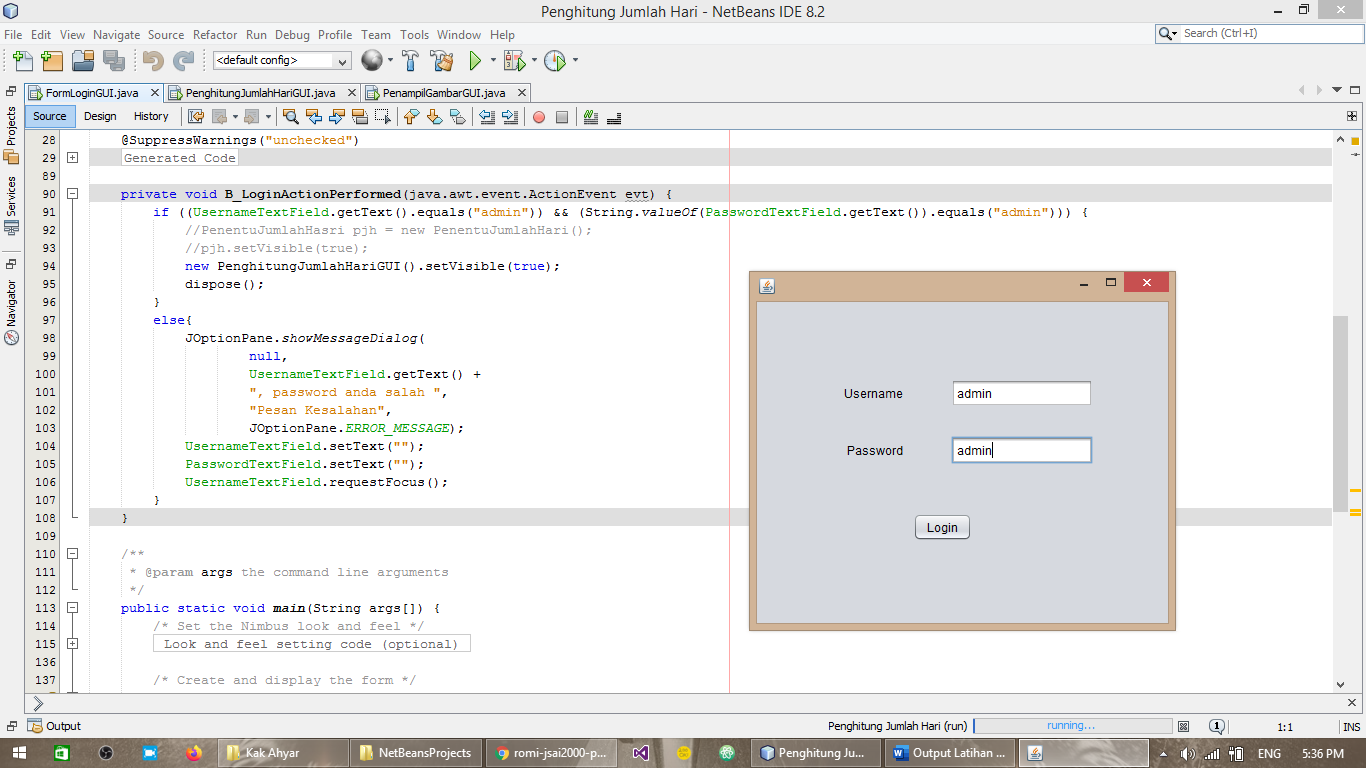 Penghitung Jumlah Hari - NetBeans IDE 8.2
File Edit View Navigate Source Refactor Run Debug Profile Team Tools Window Help
Search (Ctrl+I)
<default config>
FormLoginGUI.java PenghitungJumlahHariGUI.java PenampilGambarGUI.java
Source Design History
Projects
Services
Navigator
28 @SuppressWarnings("unchecked")
29 Generated Code
89
90 private void B_LoginActionPerformed(java.awt.event.ActionEvent evt) {
91 if ((UsernameTextField.getText().equals("admin")) && (String.valueOf(PasswordTextField.getText()).equals("admin"))) {
92 //PenentuJumlahHasri pjh = new PenentuJumlahHari();
93 //pjh.setVisible(true);
94 new PenghitungJumlahHariGUI().setVisible(true);
95 dispose();
96 }
97 else{
98 JOptionPane.showMessageDialog(
99 null,
100 UsernameTextField.getText() +
101 ", password anda salah ",
102 "Pesan Kesalahan",
103 JOptionPane.ERROR_MESSAGE);
104 UsernameTextField.setText("");
105 PasswordTextField.setText("");
106 UsernameTextField.requestFocus();
107 }
108 }
109
110 /**
111 * @param args the command line arguments
112 */
113 public static void main(String args[]) {
114 /* Set the Nimbus look and feel */
115 Look and feel setting code (optional)
136
137 /* Create and display the form */
Username admin
Password admin
Login
Output
Penghitung Jumlah Hari (run) running... 1 1:1 INS
Kak Ahyar NetBeansProjects romi-jsai2000-p... Penghitung Ju... Output Latihan ... ENG 5:36 PM